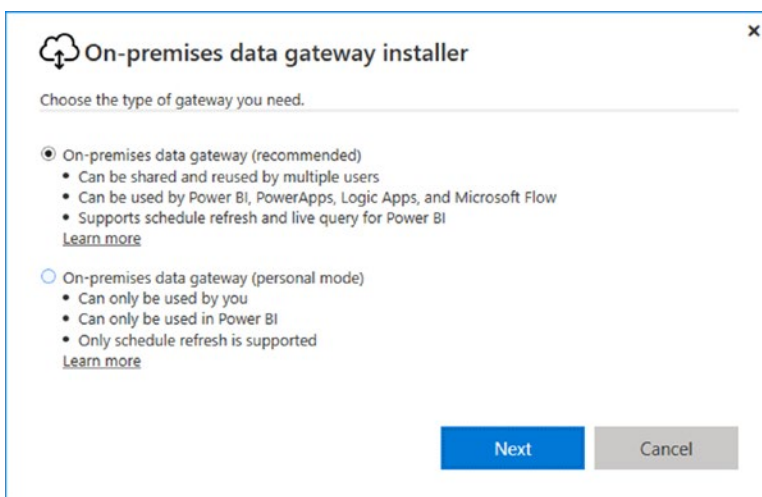 On-premises data gateway installer
Choose the type of gateway you need.
On-premises data gateway (recommended)
• Can be shared and reused by multiple users
• Can be used by Power BI, PowerApps, Logic Apps, and Microsoft Flow
• Supports schedule refresh and live query for Power BI
Learn more
On-premises data gateway (personal mode)
• Can only be used by you
• Can only be used in Power BI
• Only schedule refresh is supported
Learn more
Next Cancel